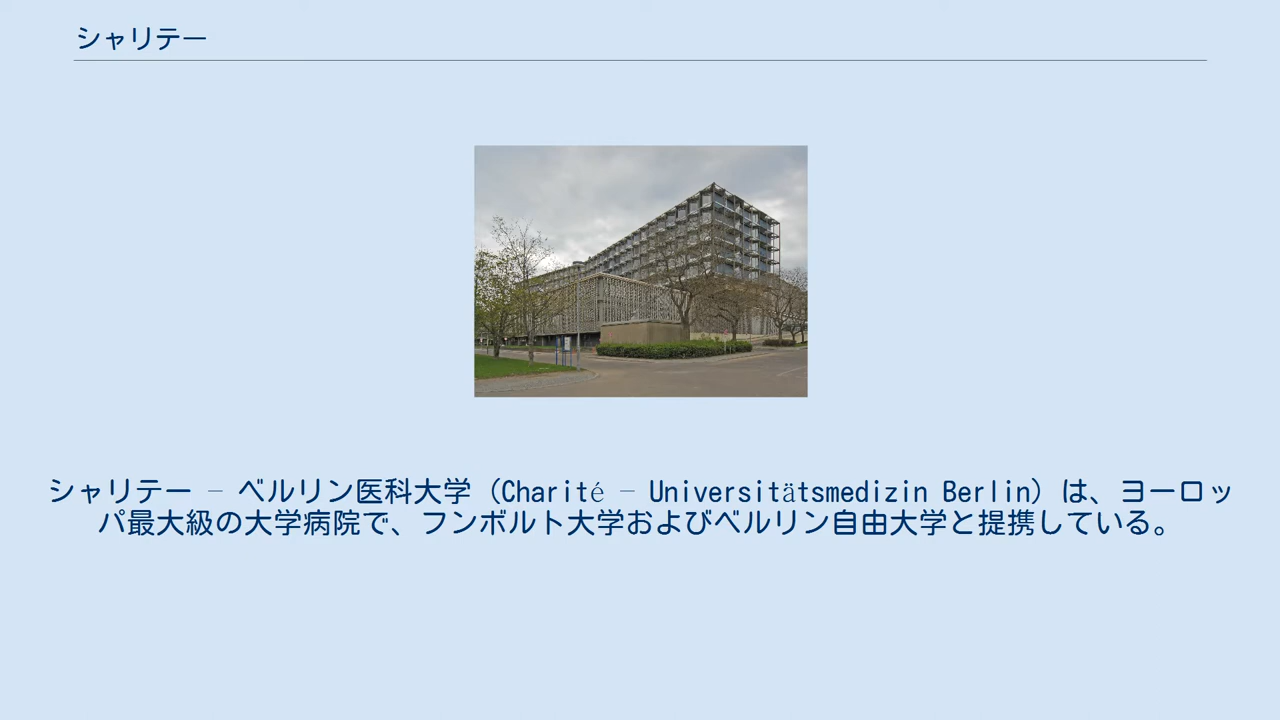 シャリテー
シャリテー – ベルリン医科大学（Charité – Universitätsmedizin Berlin）は、ヨーロッ
パ最大級の大学病院で、フンボルト大学およびベルリン自由大学と提携している。